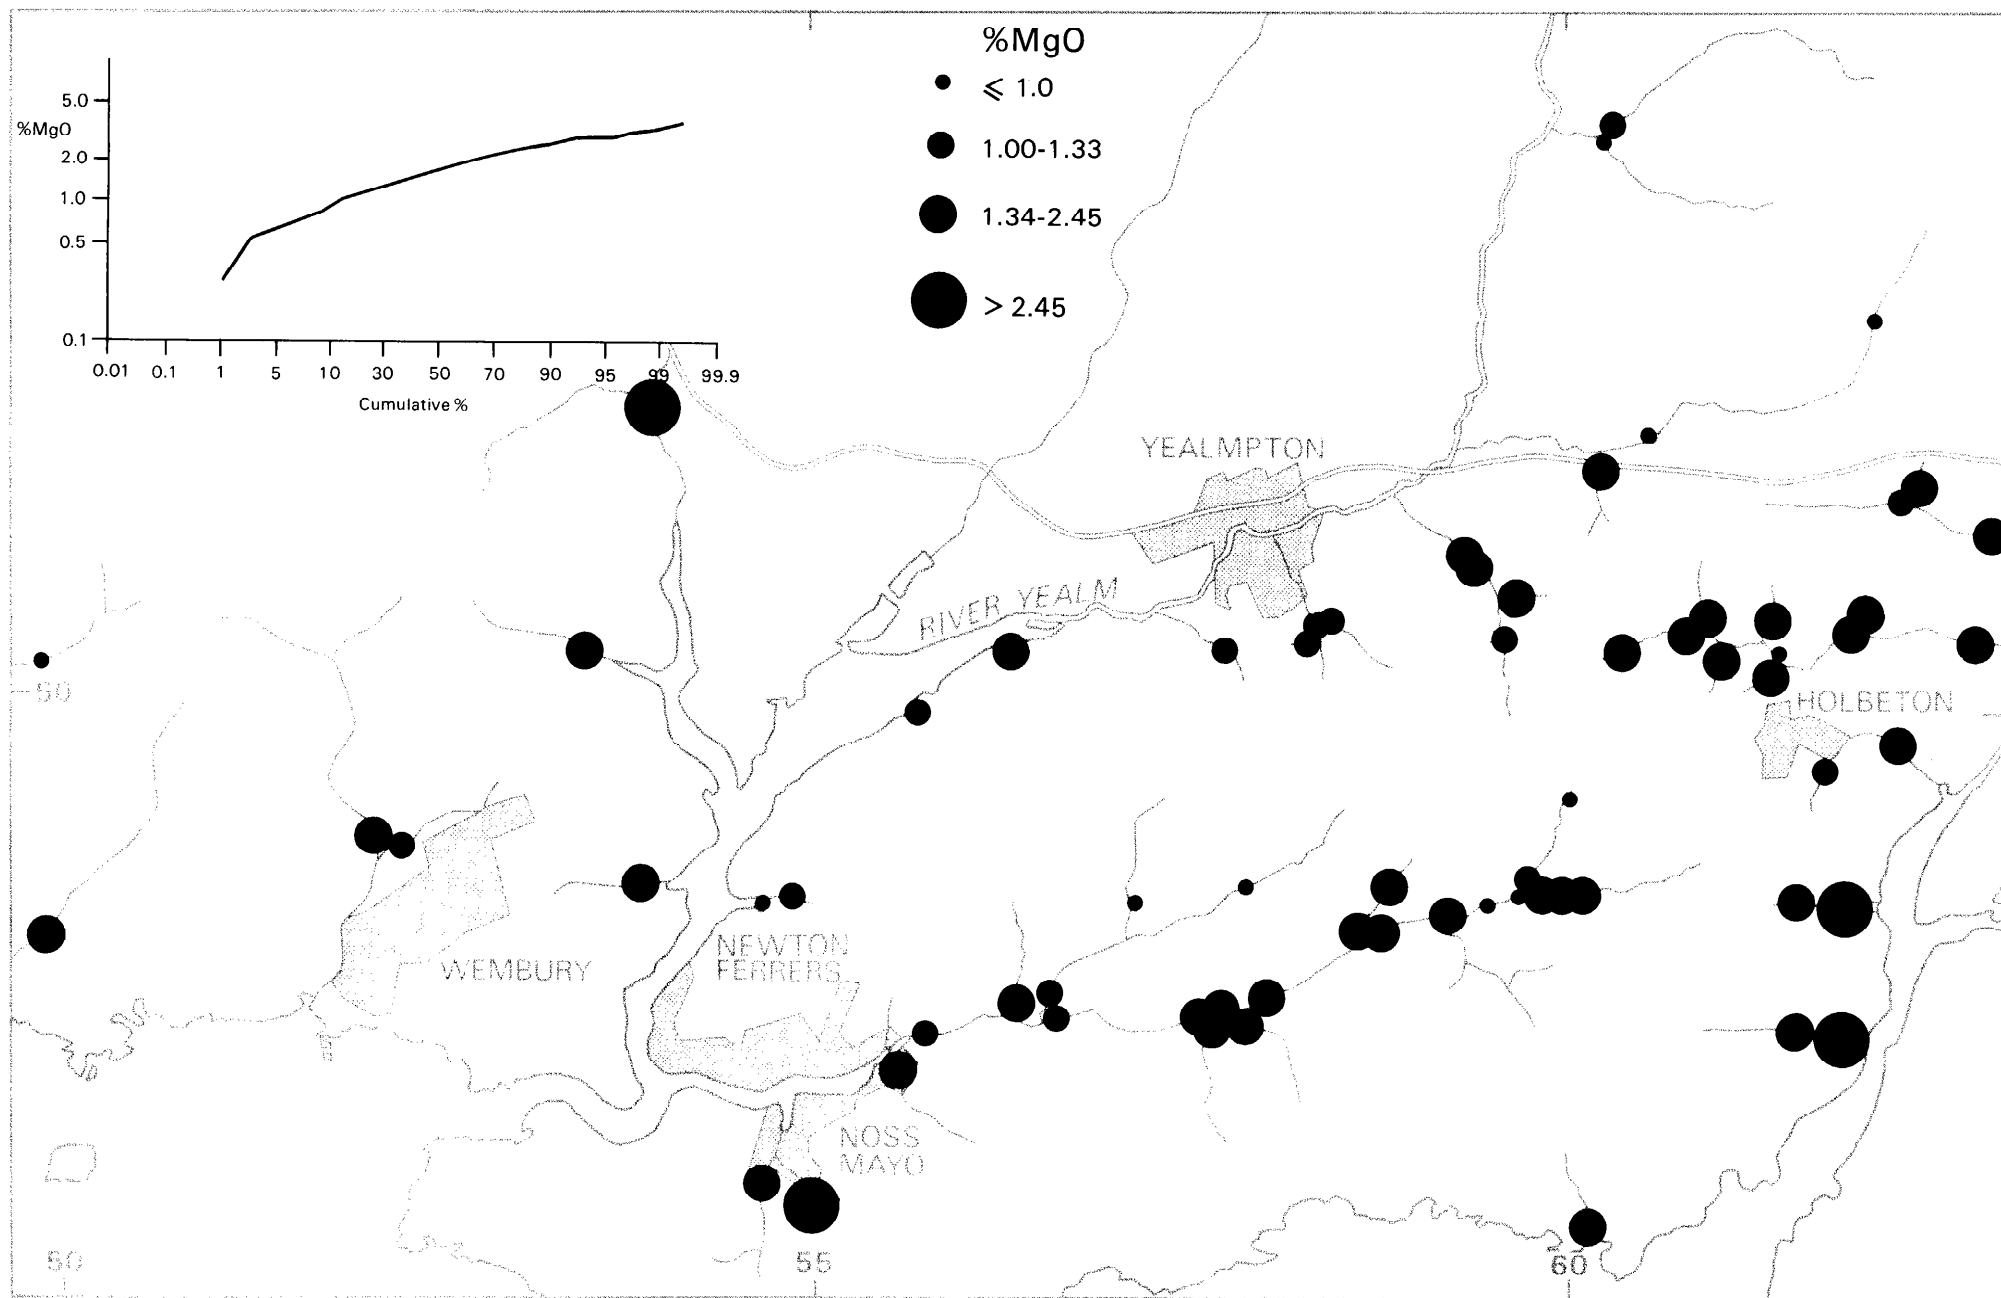 %MgO
⩽ 1.0
1.00-1.33
1.34-2.45
> 2.45
5.0
%MgO
2.0
1.0
0.5
0.1
0.01 0.1 1 5 10 30 50 70 90 95 99 99.9
Cumulative %
YEALMPTON
RIVER YEALM
50
HOLBETON
WEMBURY
NEWTON
FERRERS
NOSS
MAYO
50
55
60